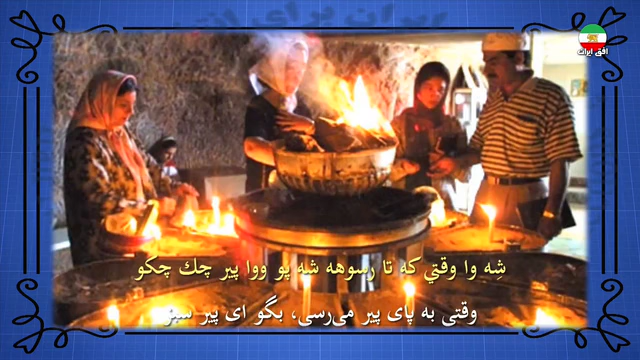 افق ایران
شِه وا وقتي كه تا رسوهه شه پو ووا پير چك چكو
وقتی به پای پیر می‌رسی، بگو ای پیر سبز